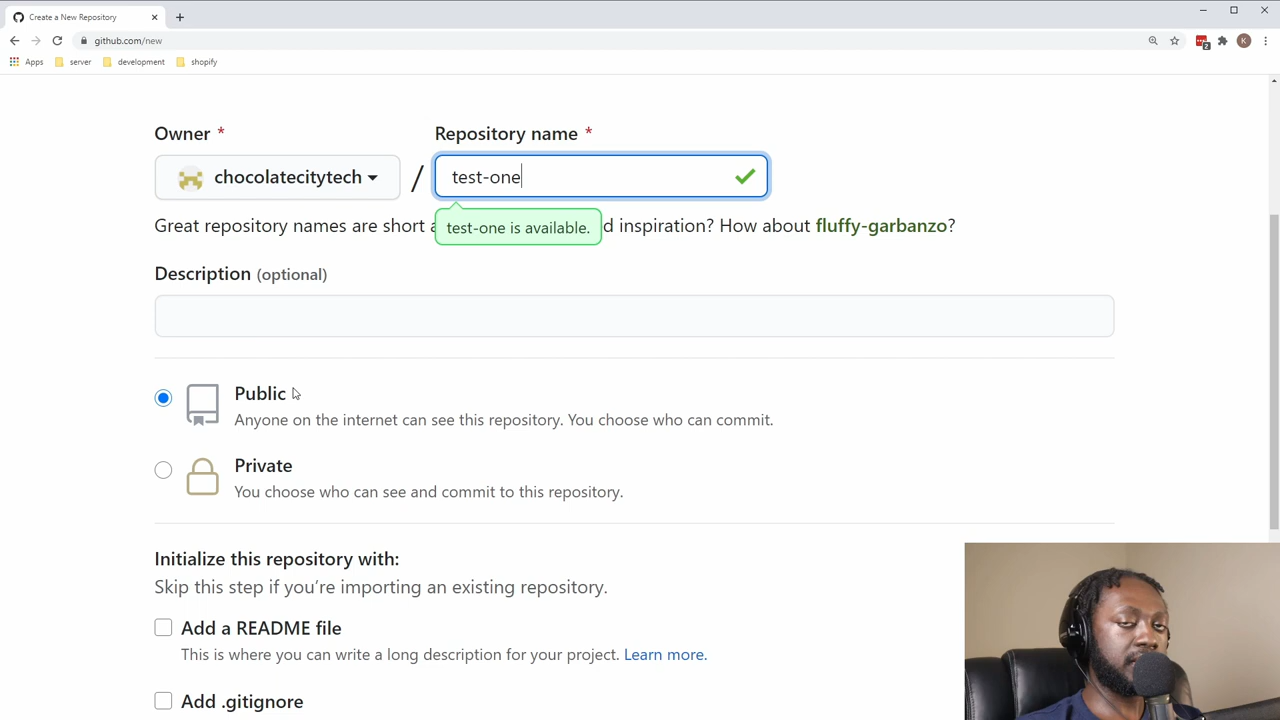 Create a New Repository
github.com/new
2
K
Apps
server
development
shopify
Owner *
Repository name *
chocolatecitytech
/
test-one
Great repository names are short a
test-one is available.
d inspiration? How about fluffy-garbanzo?
Description (optional)
Public
Anyone on the internet can see this repository. You choose who can commit.
Private
You choose who can see and commit to this repository.
Initialize this repository with:
Skip this step if you're importing an existing repository.
Add a README file
This is where you can write a long description for your project. Learn more.
Add .gitignore